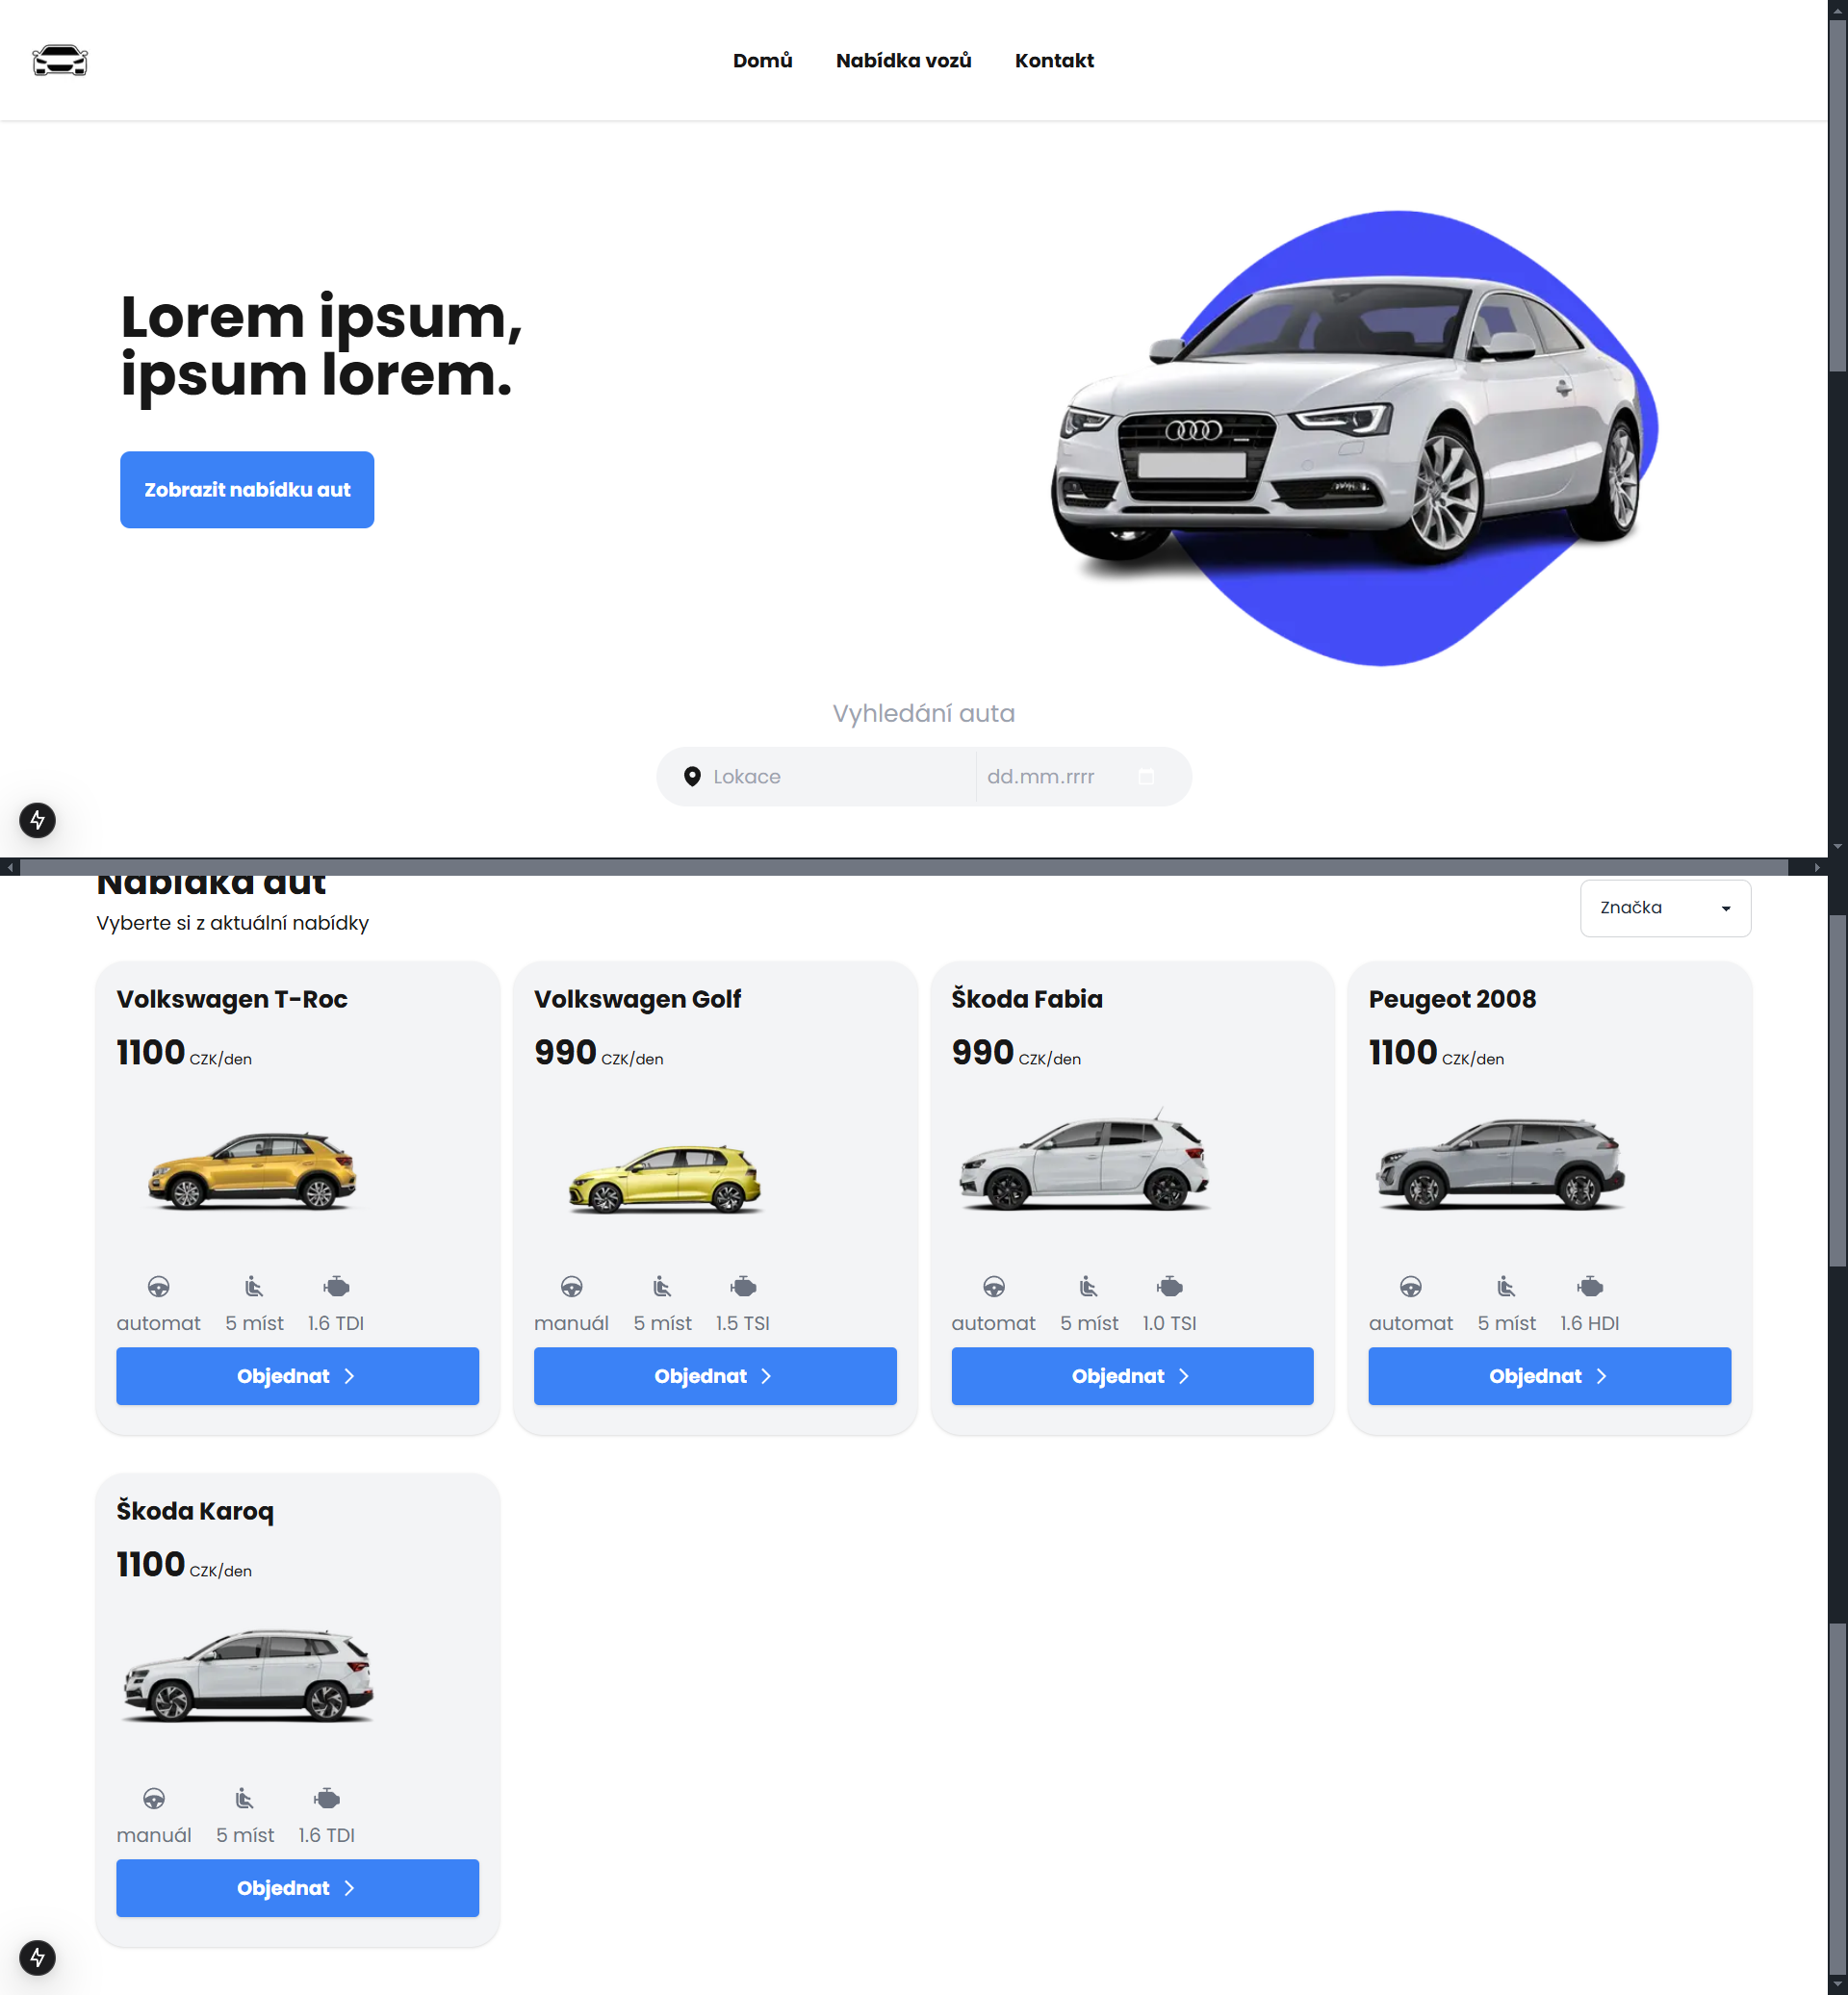 Domů Nabídka vozů Kontakt
Lorem ipsum,
ipsum lorem.
Zobrazit nabídku aut
Vyhledání auta
Lokace dd.mm.rrrr
Nabídka aut
Vyberte si z aktuální nabídky
Značka
Volkswagen T-Roc
1100 CZK/den
automat 5 míst 1.6 TDI
Objednat
Volkswagen Golf
990 CZK/den
manuál 5 míst 1.5 TSI
Objednat
Škoda Fabia
990 CZK/den
automat 5 míst 1.0 TSI
Objednat
Peugeot 2008
1100 CZK/den
automat 5 míst 1.6 HDI
Objednat
Škoda Karoq
1100 CZK/den
manuál 5 míst 1.6 TDI
Objednat